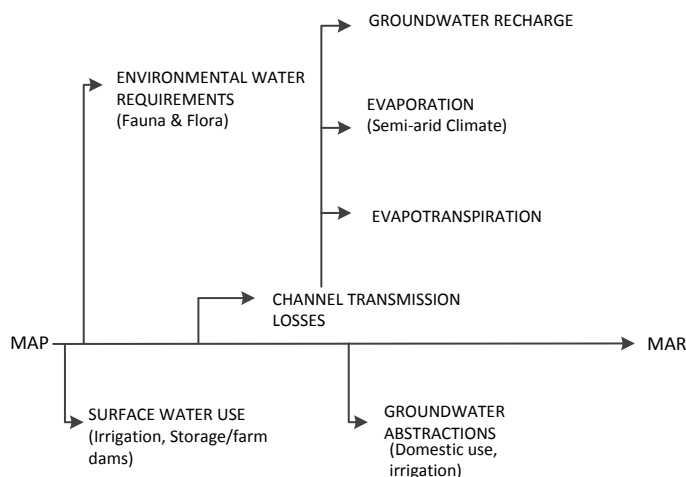 GROUNDWATER RECHARGE
ENVIRONMENTAL WATER
REQUIREMENTS
(Fauna & Flora)
EVAPORATION
(Semi-arid Climate)
EVAPOTRANSPIRATION
CHANNEL TRANSMISSION
LOSSES
MAP
MAR
SURFACE WATER USE
(Irrigation, Storage/farm
dams)
GROUNDWATER
ABSTRACTIONS
(Domestic use,
irrigation)